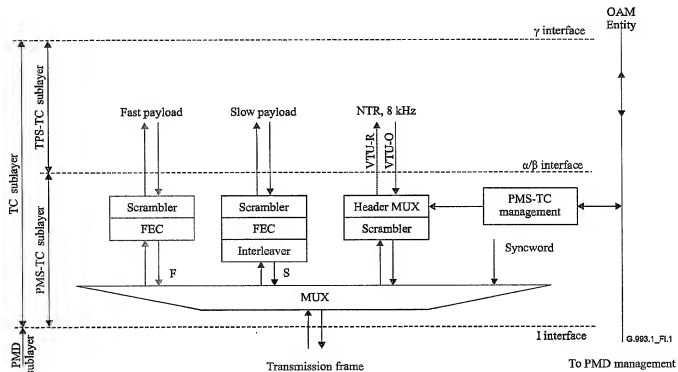 OAM
Entity
γ interface
Fast payload
Slow payload
NTR, 8 kHz
VTU-R
VTU-O
TC sublayer
TPS-TC sublayer
α/β interface
Scrambler
FEC
Scrambler
FEC
Interleaver
Header MUX
Scrambler
PMS-TC
management
PMS-TC sublayer
Syncword
F
S
MUX
I interface
G.993.1_FI.1
PMD
sublayer
Transmission frame
To PMD management